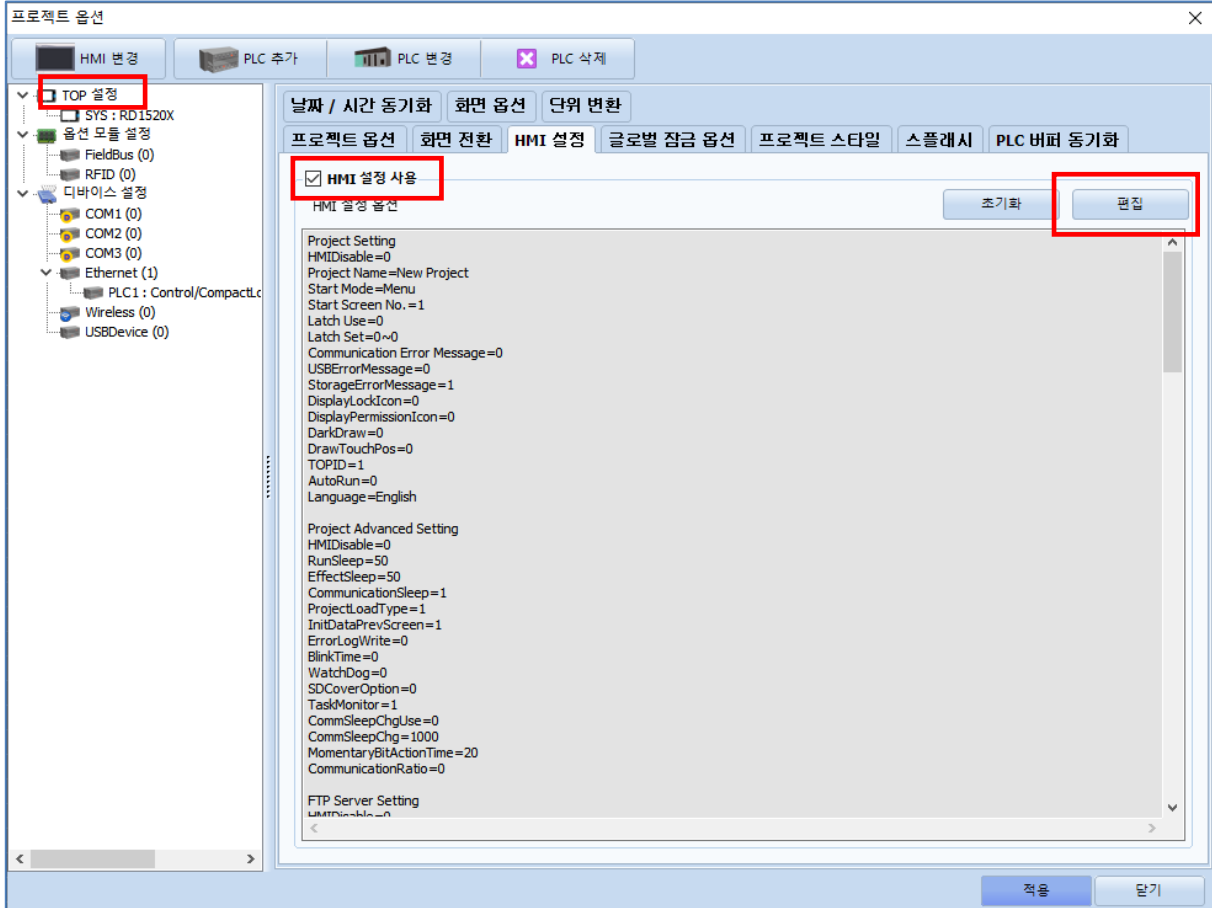 프로젝트 옵션
HMI 변경
PLC 추가
PLC 변경
PLC 삭제
TOP 설정
SYS : RD1520X
옵션 모듈 설정
FieldBus (0)
RFID (0)
디바이스 설정
COM1 (0)
COM2 (0)
COM3 (0)
Ethernet (1)
PLC1 : Control/CompactLo
Wireless (0)
USBDevice (0)
날짜 / 시간 동기화
화면 옵션
단위 변환
프로젝트 옵션
화면 전환
HMI 설정
글로벌 잠금 옵션
프로젝트 스타일
스플래시
PLC 버퍼 동기화
HMI 설정 사용
HMI 설정 옵션
초기화
편집
Project Setting
HMIDisable=0
Project Name=New Project
Start Mode=Menu
Start Screen No.=1
Latch Use=0
Latch Set=0~0
Communication Error Message=0
USBErrorMessage=0
StorageErrorMessage=1
DisplayLockIcon=0
DisplayPermissionIcon=0
DarkDraw=0
DrawTouchPos=0
TOPID=1
AutoRun=0
Language=English
Project Advanced Setting
HMIDisable=0
RunSleep=50
EffectSleep=50
CommunicationSleep=1
ProjectLoadType=1
InitDataPrevScreen=1
ErrorLogWrite=0
BlinkTime=0
WatchDog=0
SDCoverOption=0
TaskMonitor=1
CommSleepChgUse=0
CommSleepChg=1000
MomentaryBitActionTime=20
CommunicationRatio=0
FTP Server Setting
HMIDisable=0
적용
닫기